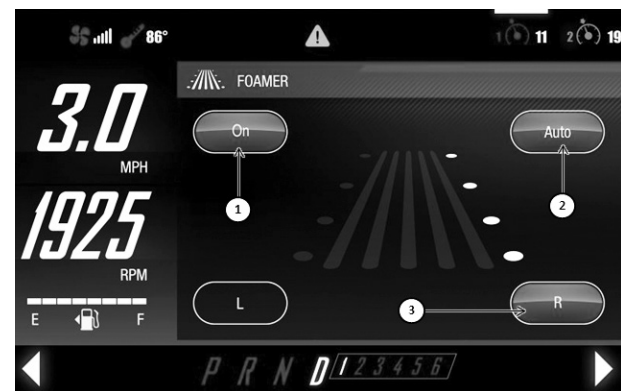 86°
1 11 2 19
FOAMER
3.0
MPH
On
Auto
1
2
1925
RPM
L
R
3
E F
P R N D 1 2 3 4 5 6